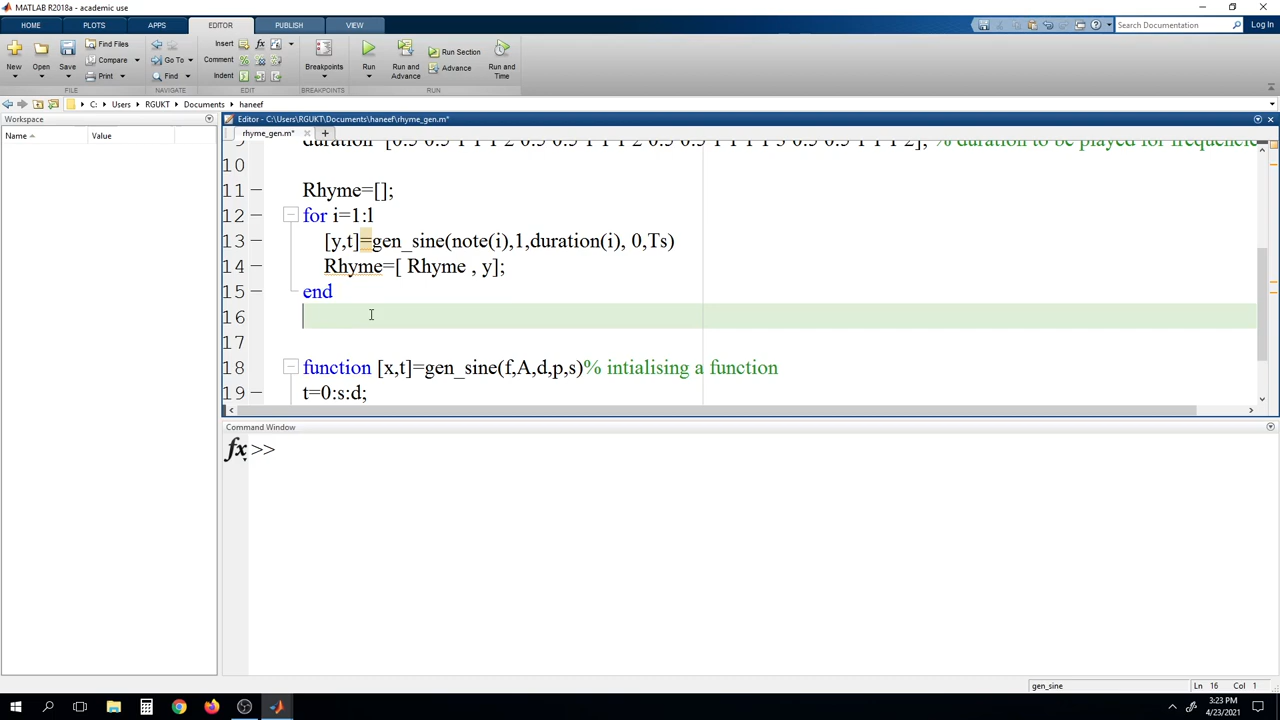 MATLAB R2018a - academic use
HOME PLOTS APPS EDITOR PUBLISH VIEW Search Documentation Log In
New Open Save Find Files Compare Print Go To Find Insert Comment Indent Breakpoints Run Run and Advance Run Section Advance Run and Time
FILE NAVIGATE EDIT BREAKPOINTS RUN
C: Users RGUKT Documents haneef
Workspace
Name Value
Editor - C:\Users\RGUKT\Documents\haneef\rhyme_gen.m*
rhyme_gen.m*
10
11 Rhyme=[];
12 for i=1:l
13 [y,t]=gen_sine(note(i),1,duration(i), 0,Ts)
14 Rhyme=[ Rhyme , y];
15 end
16
17
18 function [x,t]=gen_sine(f,A,d,p,s)% intialising a function
19 t=0:s:d;
Command Window
fx >>
gen_sine Ln 16 Col 1
3:23 PM
4/23/2021